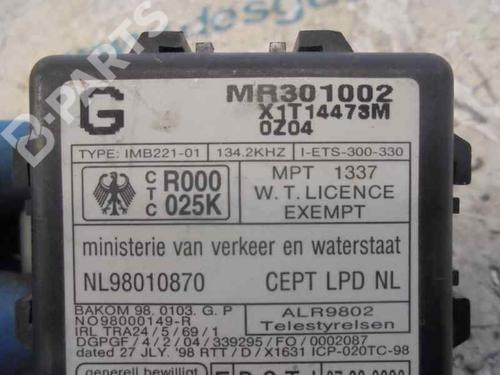 G MR301002
X1T14473M
0Z04
TYPE: IMB221-01 134.2KHZ I-ETS-300-330
C T C R000 025K
MPT 1337
W. T. LICENCE
EXEMPT
ministerie van verkeer en waterstaat
NL98010870 CEPT LPD NL
BAKOM 98. 0103. G. P
NO98000149-R
IRL TRA24 / 5 / 69 / 1
ALR9802
Telestyrelsen
DGPGF / 4 / 2 / 04 / 339295 / FO / 0002087
dated 27 JLY. '98 RTT / D / X1631 ICP-020TC-98
generell bewilligt
B-PARTS